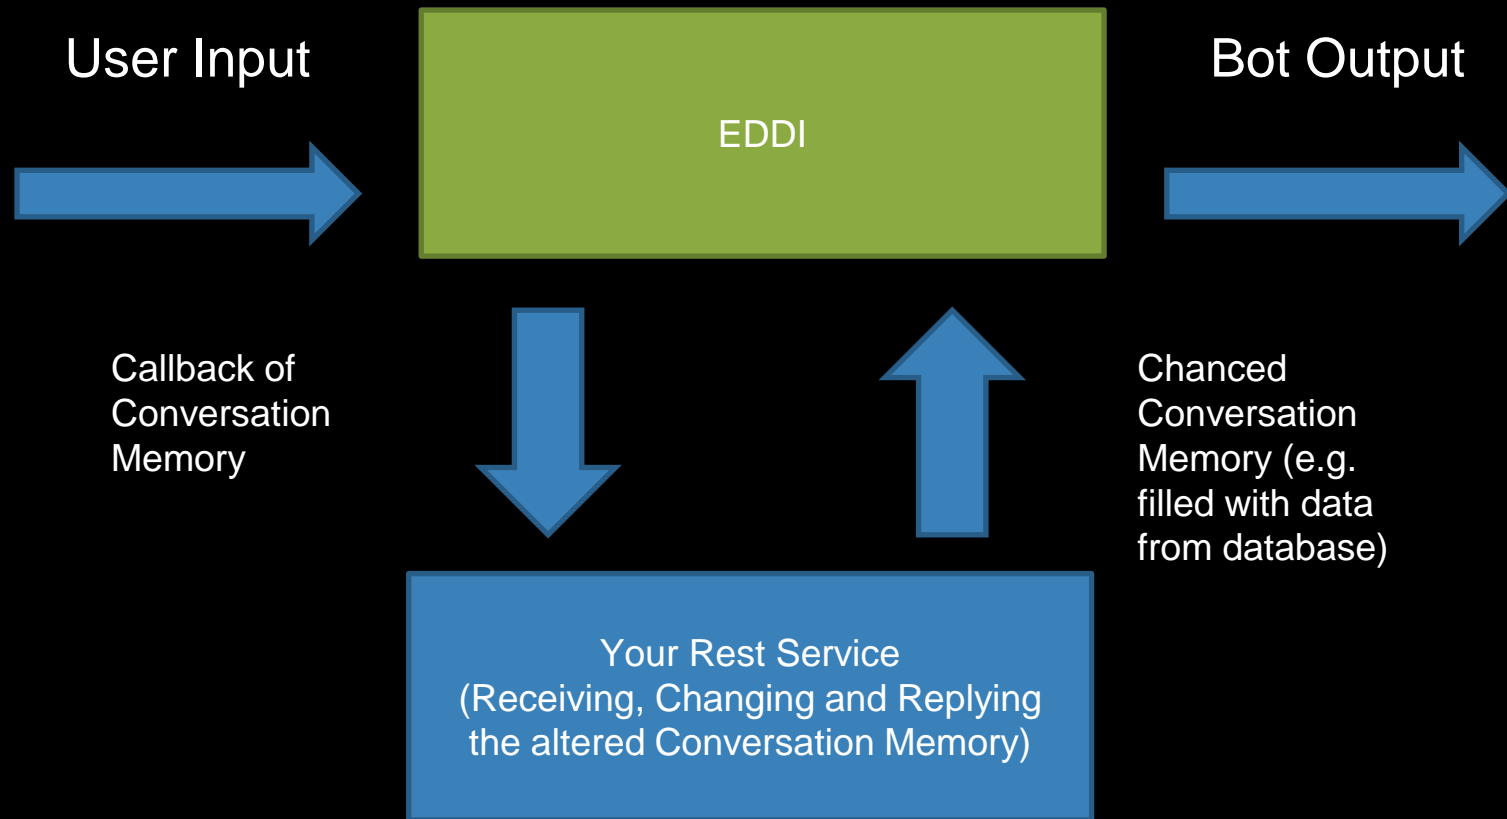 User Input
EDDI
Bot Output
Callback of
Conversation
Memory
Chanced
Conversation
Memory (e.g.
filled with data
from database)
Your Rest Service
(Receiving, Changing and Replying
the altered Conversation Memory)